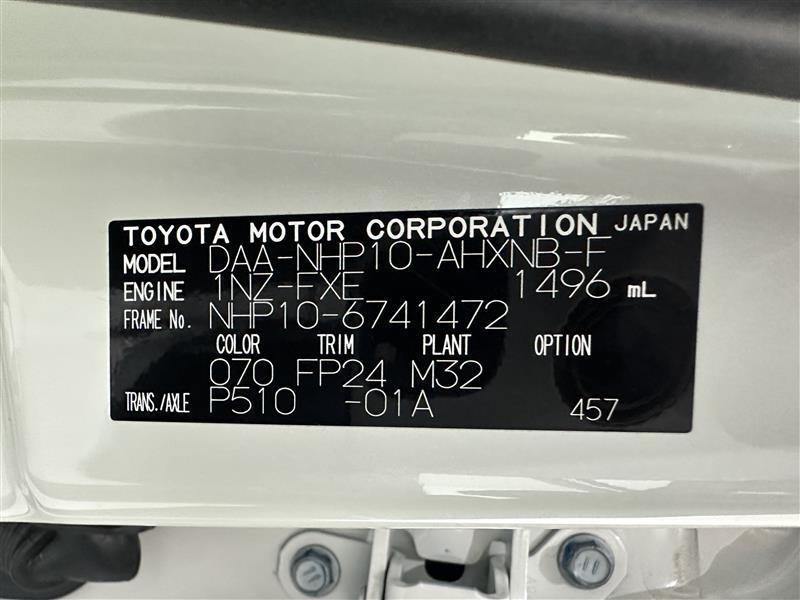 TOYOTA MOTOR CORPORATION JAPAN
MODEL DAA-NHP10-AHXNB-F
ENGINE 1NZ-FXE 1496 mL
FRAME No. NHP10-6741472
COLOR TRIM PLANT OPTION
070 FP24 M32
TRANS./AXLE P510 -01A 457